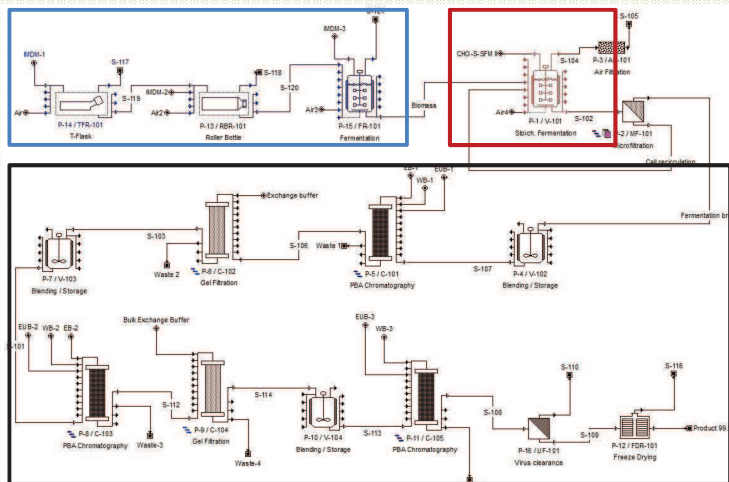 IMDM-1
S-117
S-119
Air
P-14 / TFR-101
T-Flask
IMDM-2
S-118
Air2
P-13 / RBR-101
Roller Bottle
S-120
IMDM-3
Air3
P-15 / FR-101
Fermentation
Biomass
CHO-S-SFM II
S-104
S-105
P-3 /
Air Filtration
Air4
S-102
P-1 / V-101
Stoich. Fermentation
P-2 / MF-101
Microfiltration
Cell recirculation
Fermentation br
S-103
P-7 / V-103
Blending / Storage
Exchange buffer
Waste 2
P-6 / C-102
Gel Filtration
S-106
EB-1
WB-1
EUB-1
Waste 1
P-5 / C-101
PBA Chromatography
S-107
P-4 / V-102
Blending / Storage
S-101
EUB-2
WB-2
EB-2
P-8 / C-103
PBA Chromatography
S-112
Waste-3
Bulk Exchange Buffer
P-9 / C-104
Gel Filtration
S-114
Waste-4
P-10 / V-104
Blending / Storage
S-113
EUB-3
WB-3
P-11 / C-105
PBA Chromatography
S-108
S-110
P-16 / UF-101
Virus clearance
S-109
S-116
P-12 / FDR-101
Freeze Drying
Product 99.